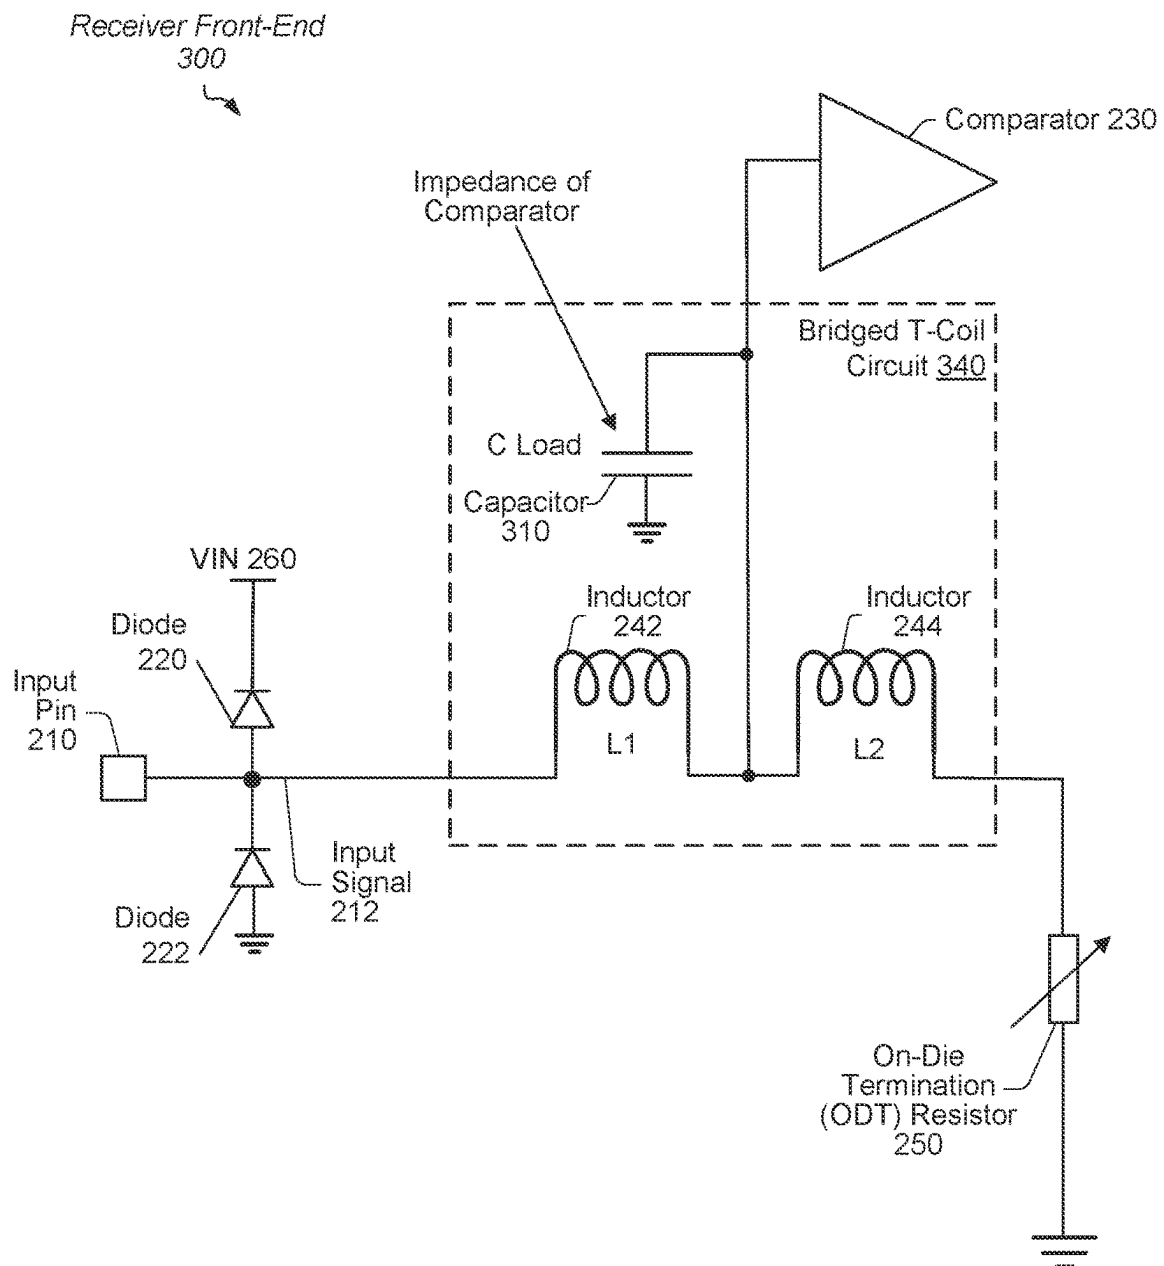 Receiver Front-End
300
Comparator 230
Impedance of
Comparator
Bridged T-Coil
Circuit 340
C Load
Capacitor
310
VIN 260
Diode
220
Input
Pin
210
Inductor
242
Inductor
244
L1
L2
Input
Signal
212
Diode
222
On-Die
Termination
(ODT) Resistor
250